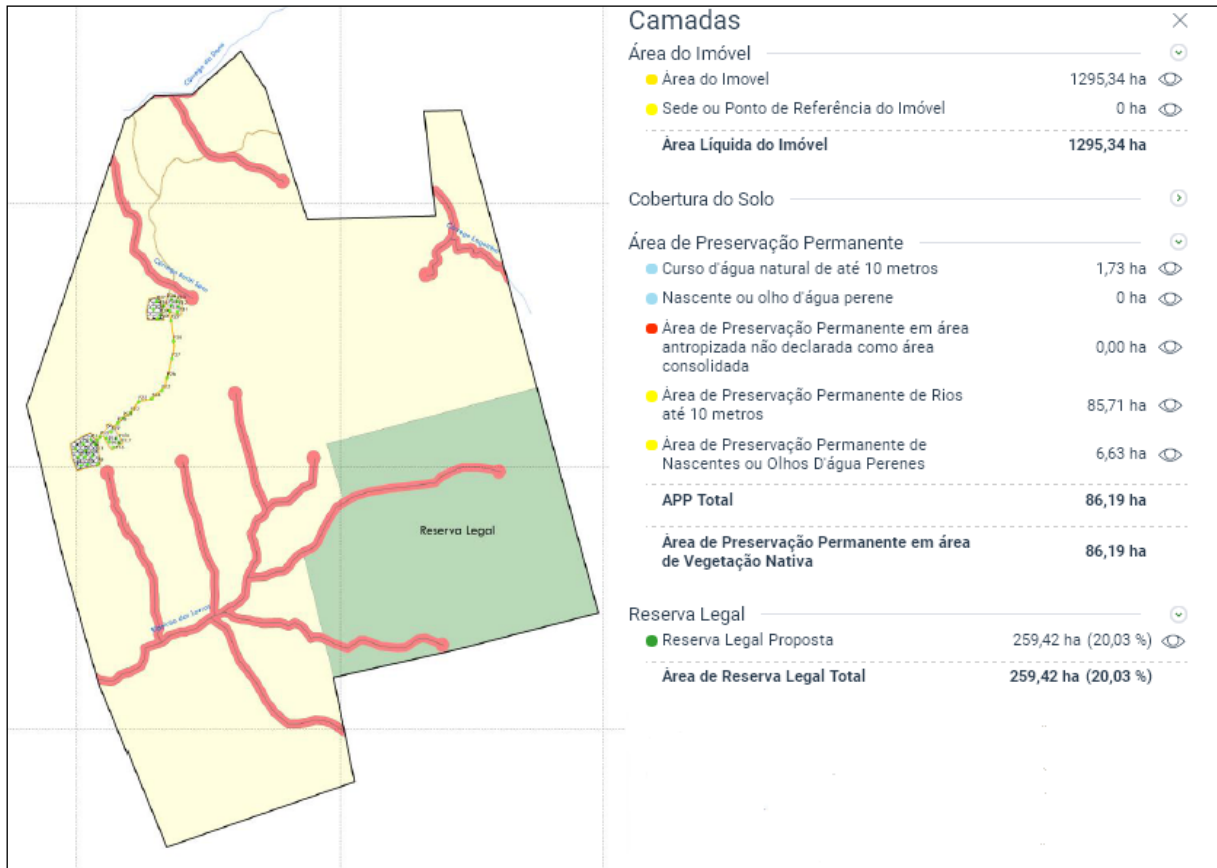 Camadas
Área do Imóvel
Área do Imovel 1295,34 ha
Sede ou Ponto de Referência do Imóvel 0 ha
Área Líquida do Imóvel 1295,34 ha
Cobertura do Solo
Área de Preservação Permanente
Curso d'água natural de até 10 metros 1,73 ha
Nascente ou olho d'água perene 0 ha
Área de Preservação Permanente em área
antropizada não declarada como área 0,00 ha
consolidada
Área de Preservação Permanente de Rios 85,71 ha
até 10 metros
Área de Preservação Permanente de 6,63 ha
Nascentes ou Olhos D'água Perenes
APP Total 86,19 ha
Área de Preservação Permanente em área 86,19 ha
de Vegetação Nativa
Reserva Legal
Reserva Legal Proposta 259,42 ha (20,03 %)
Área de Reserva Legal Total 259,42 ha (20,03 %)
Córrego
Córrego
Córrego
Reserva Legal